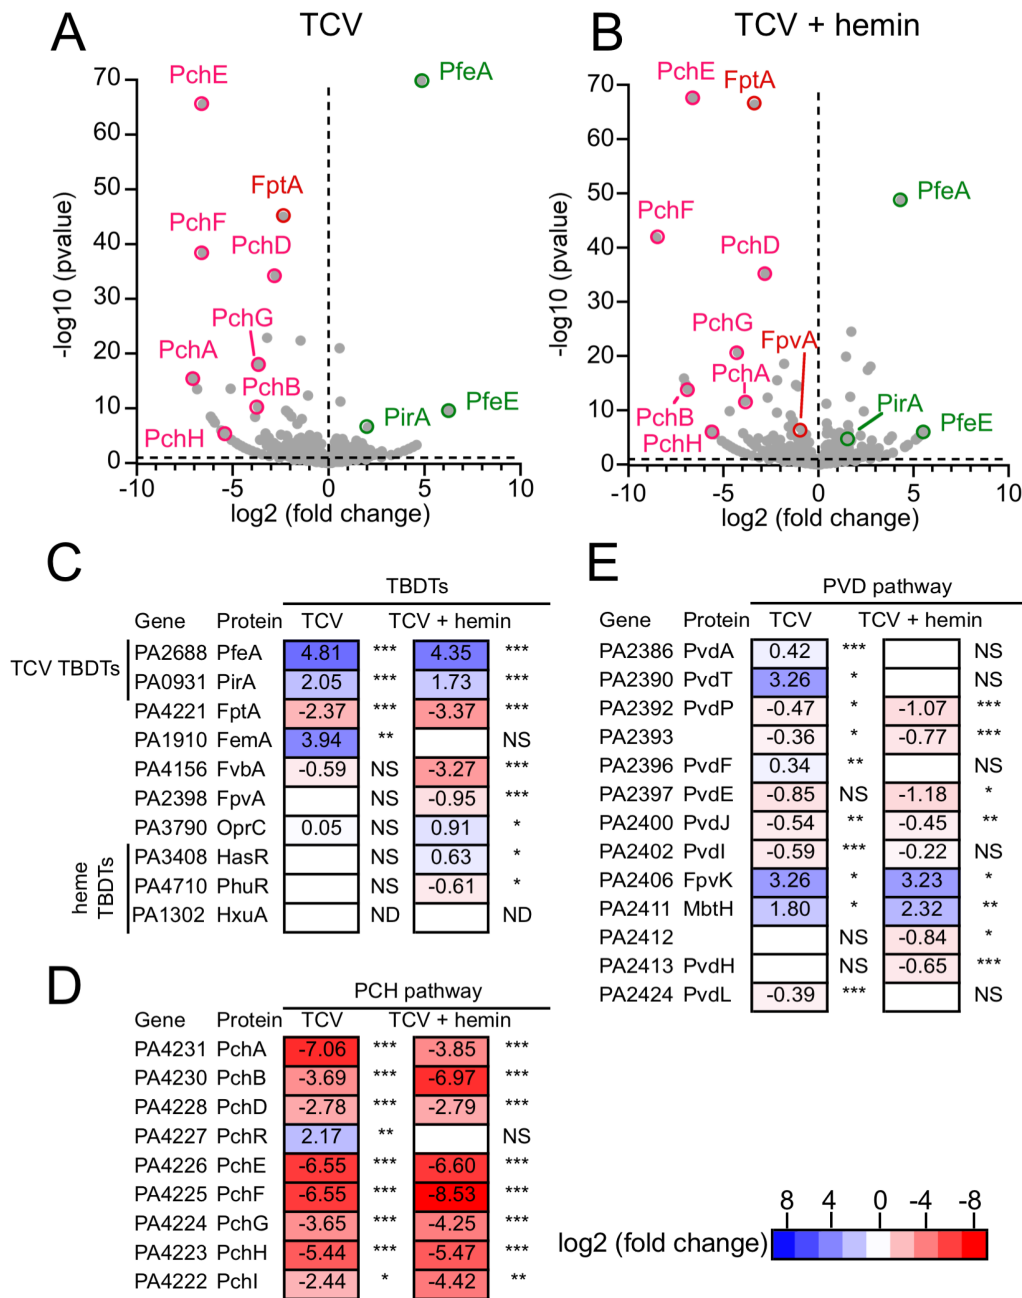 A
TCV
70
60
50
40
30
20
10
0
-10
-5
0
5
10
-log10 (pvalue)
log2 (fold change)
PchE
PfeA
FptA
PchF
PchD
PchG
PchA
PchB
PchH
PirA
PfeE
B
TCV + hemin
70
60
50
40
30
20
10
0
-10
-5
0
5
10
-log10 (pvalue)
log2 (fold change)
PchE
FptA
PfeA
PchF
PchD
PchG
FpvA
PchA
PchB
PchH
PirA
PfeE
C
TBDTs
Gene Protein TCV TCV + hemin
TCV TBDTs
PA2688 PfeA 4.81 *** 4.35 ***
PA0931 PirA 2.05 *** 1.73 ***
PA4221 FptA -2.37 *** -3.37 ***
PA1910 FemA 3.94 ** NS
PA4156 FvbA -0.59 NS -3.27 ***
PA2398 FpvA NS -0.95 ***
PA3790 OprC 0.05 NS 0.91 *
heme
TBDTs
PA3408 HasR NS 0.63 *
PA4710 PhuR NS -0.61 *
PA1302 HxuA ND ND
D
PCH pathway
Gene Protein TCV TCV + hemin
PA4231 PchA -7.06 *** -3.85 ***
PA4230 PchB -3.69 *** -6.97 ***
PA4228 PchD -2.78 *** -2.79 ***
PA4227 PchR 2.17 ** NS
PA4226 PchE -6.55 *** -6.60 ***
PA4225 PchF -6.55 *** -8.53 ***
PA4224 PchG -3.65 *** -4.25 ***
PA4223 PchH -5.44 *** -5.47 ***
PA4222 PchI -2.44 * -4.42 **
E
PVD pathway
Gene Protein TCV TCV + hemin
PA2386 PvdA 0.42 *** NS
PA2390 PvdT 3.26 * NS
PA2392 PvdP -0.47 * -1.07 ***
PA2393 -0.36 * -0.77 ***
PA2396 PvdF 0.34 ** NS
PA2397 PvdE -0.85 NS -1.18 *
PA2400 PvdJ -0.54 ** -0.45 **
PA2402 PvdI -0.59 *** -0.22 NS
PA2406 FpvK 3.26 * 3.23 *
PA2411 MbtH 1.80 * 2.32 **
PA2412 NS -0.84 *
PA2413 PvdH NS -0.65 ***
PA2424 PvdL -0.39 *** NS
8 4 0 -4 -8
log2 (fold change)